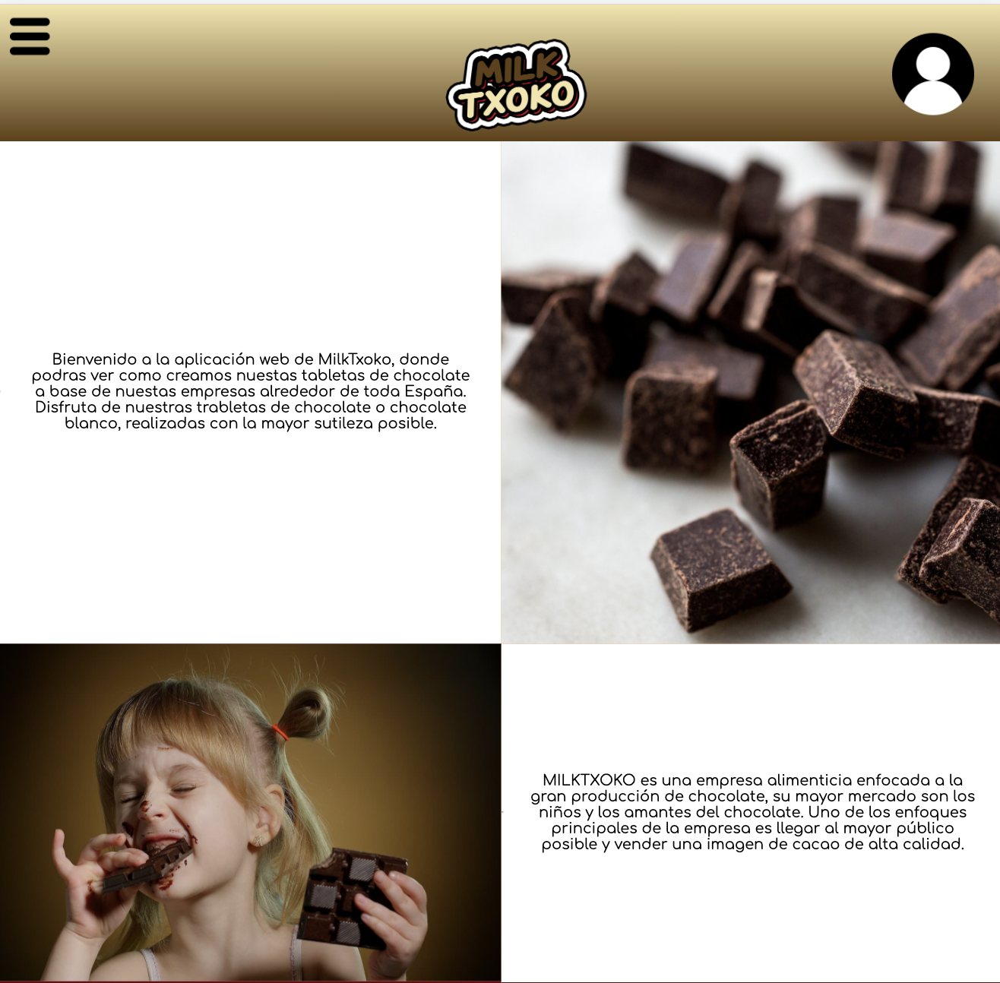 MILK
TXOKO
Bienvenido a la aplicación web de MilkTxoko, donde
podras ver como creamos nuestas tabletas de chocolate
a base de nuestas empresas alrededor de toda España.
Disfruta de nuestras trabletas de chocolate o chocolate
blanco, realizadas con la mayor sutileza posible.
MILKTXOKO es una empresa alimenticia enfocada a la
gran producción de chocolate, su mayor mercado son los
niños y los amantes del chocolate. Uno de los enfoques
principales de la empresa es llegar al mayor público
posible y vender una imagen de cacao de alta calidad.